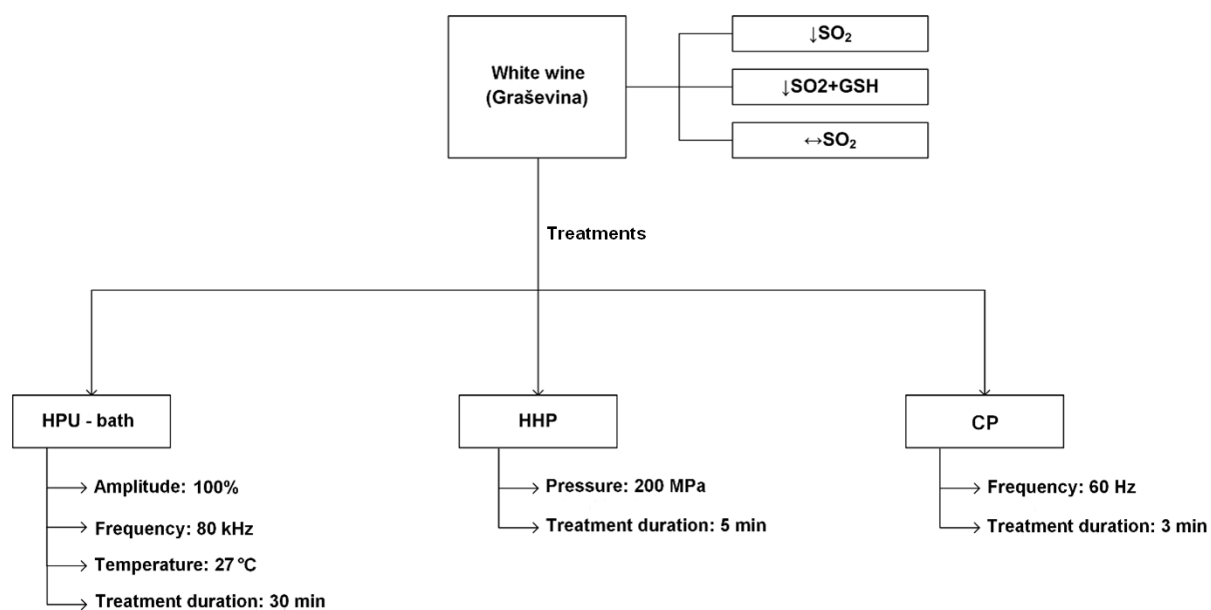 White wine
(Graševina)
↓SO₂
↓SO2+GSH
↔SO₂
Treatments
HPU - bath
Amplitude: 100%
Frequency: 80 kHz
Temperature: 27 °C
Treatment duration: 30 min
HHP
Pressure: 200 MPa
Treatment duration: 5 min
CP
Frequency: 60 Hz
Treatment duration: 3 min